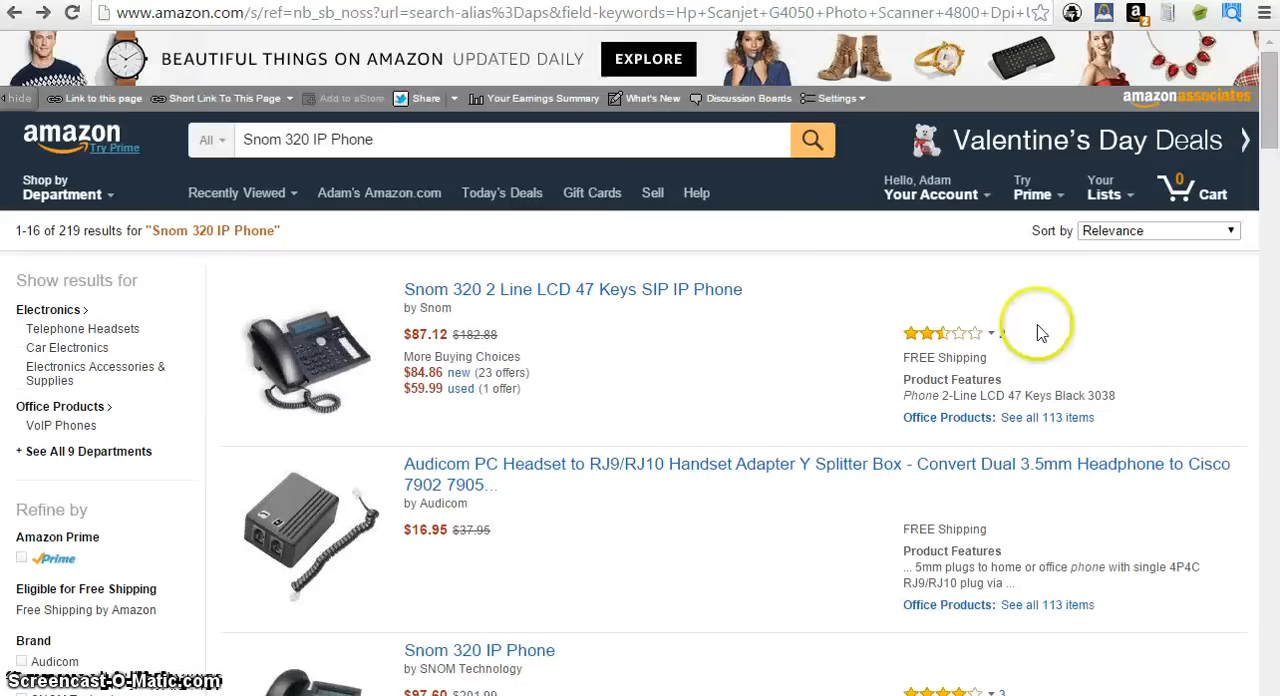 www.amazon.com/s/ref=nb_sb_noss?url=search-alias%3Daps&field-keywords=Hp+Scanjet+G4050+Photo+Scanner+4800+Dpi+U
BEAUTIFUL THINGS ON AMAZON UPDATED DAILY EXPLORE
hide Link to this page Short Link To This Page Add to aStore Share Your Earnings Summary What's New Discussion Boards Settings amazonassociates
amazon Try Prime
All Snom 320 IP Phone
Valentine's Day Deals
Shop by Department
Recently Viewed Adam's Amazon.com Today's Deals Gift Cards Sell Help
Hello, Adam Your Account
Try Prime
Your Lists
0 Cart
1-16 of 219 results for "Snom 320 IP Phone"
Sort by Relevance
Show results for
Electronics
Telephone Headsets
Car Electronics
Electronics Accessories &
Supplies
Office Products
VoIP Phones
+ See All 9 Departments
Refine by
Amazon Prime
Prime
Eligible for Free Shipping
Free Shipping by Amazon
Brand
Audicom
Snom 320 2 Line LCD 47 Keys SIP IP Phone
by Snom
$87.12 $182.88
More Buying Choices
$84.86 new (23 offers)
$59.99 used (1 offer)
FREE Shipping
Product Features
Phone 2-Line LCD 47 Keys Black 3038
Office Products: See all 113 items
Audicom PC Headset to RJ9/RJ10 Handset Adapter Y Splitter Box - Convert Dual 3.5mm Headphone to Cisco
7902 7905...
by Audicom
$16.95 $37.95
FREE Shipping
Product Features
... 5mm plugs to home or office phone with single 4P4C
RJ9/RJ10 plug via ...
Office Products: See all 113 items
Snom 320 IP Phone
by SNOM Technology
$97.60 $201.99
3
Screencast-O-Matic.com